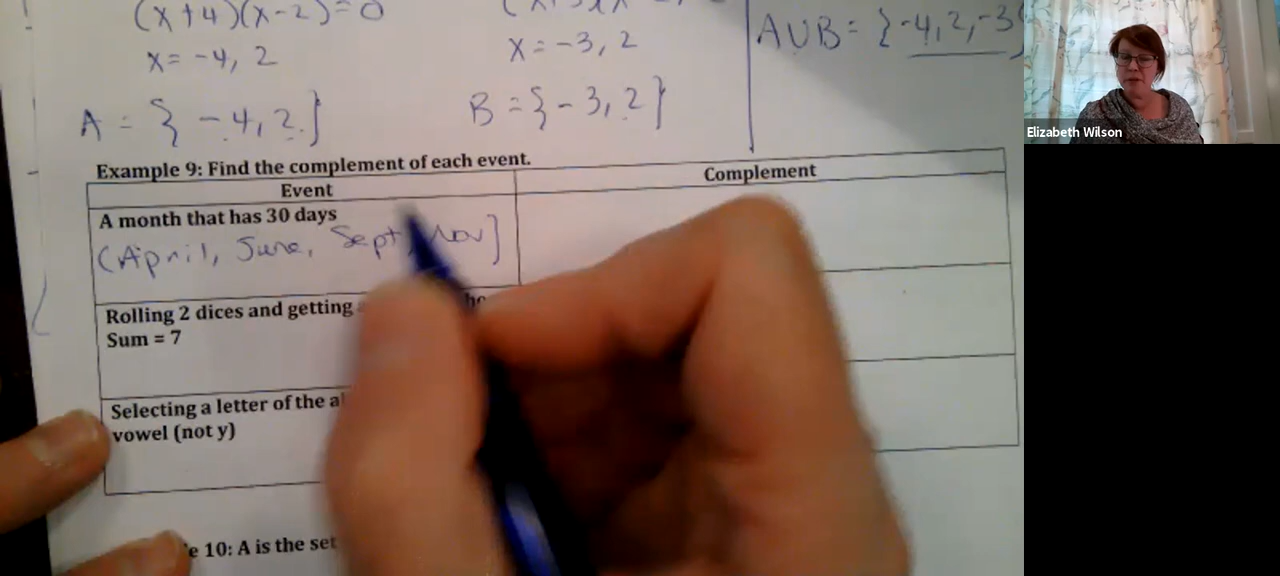 (x+4)(x-2)=0
x=-4, 2
x=-3, 2
A∪B= {-4,2,-3
A = { -4, 2 }
B = { -3, 2 }
Elizabeth Wilson
Example 9: Find the complement of each event.
Event
Complement
A month that has 30 days
(April, June, Sept, Nov]
Rolling 2 dices and getting
Sum = 7
Selecting a letter of the
vowel (not y)
10: A is the set